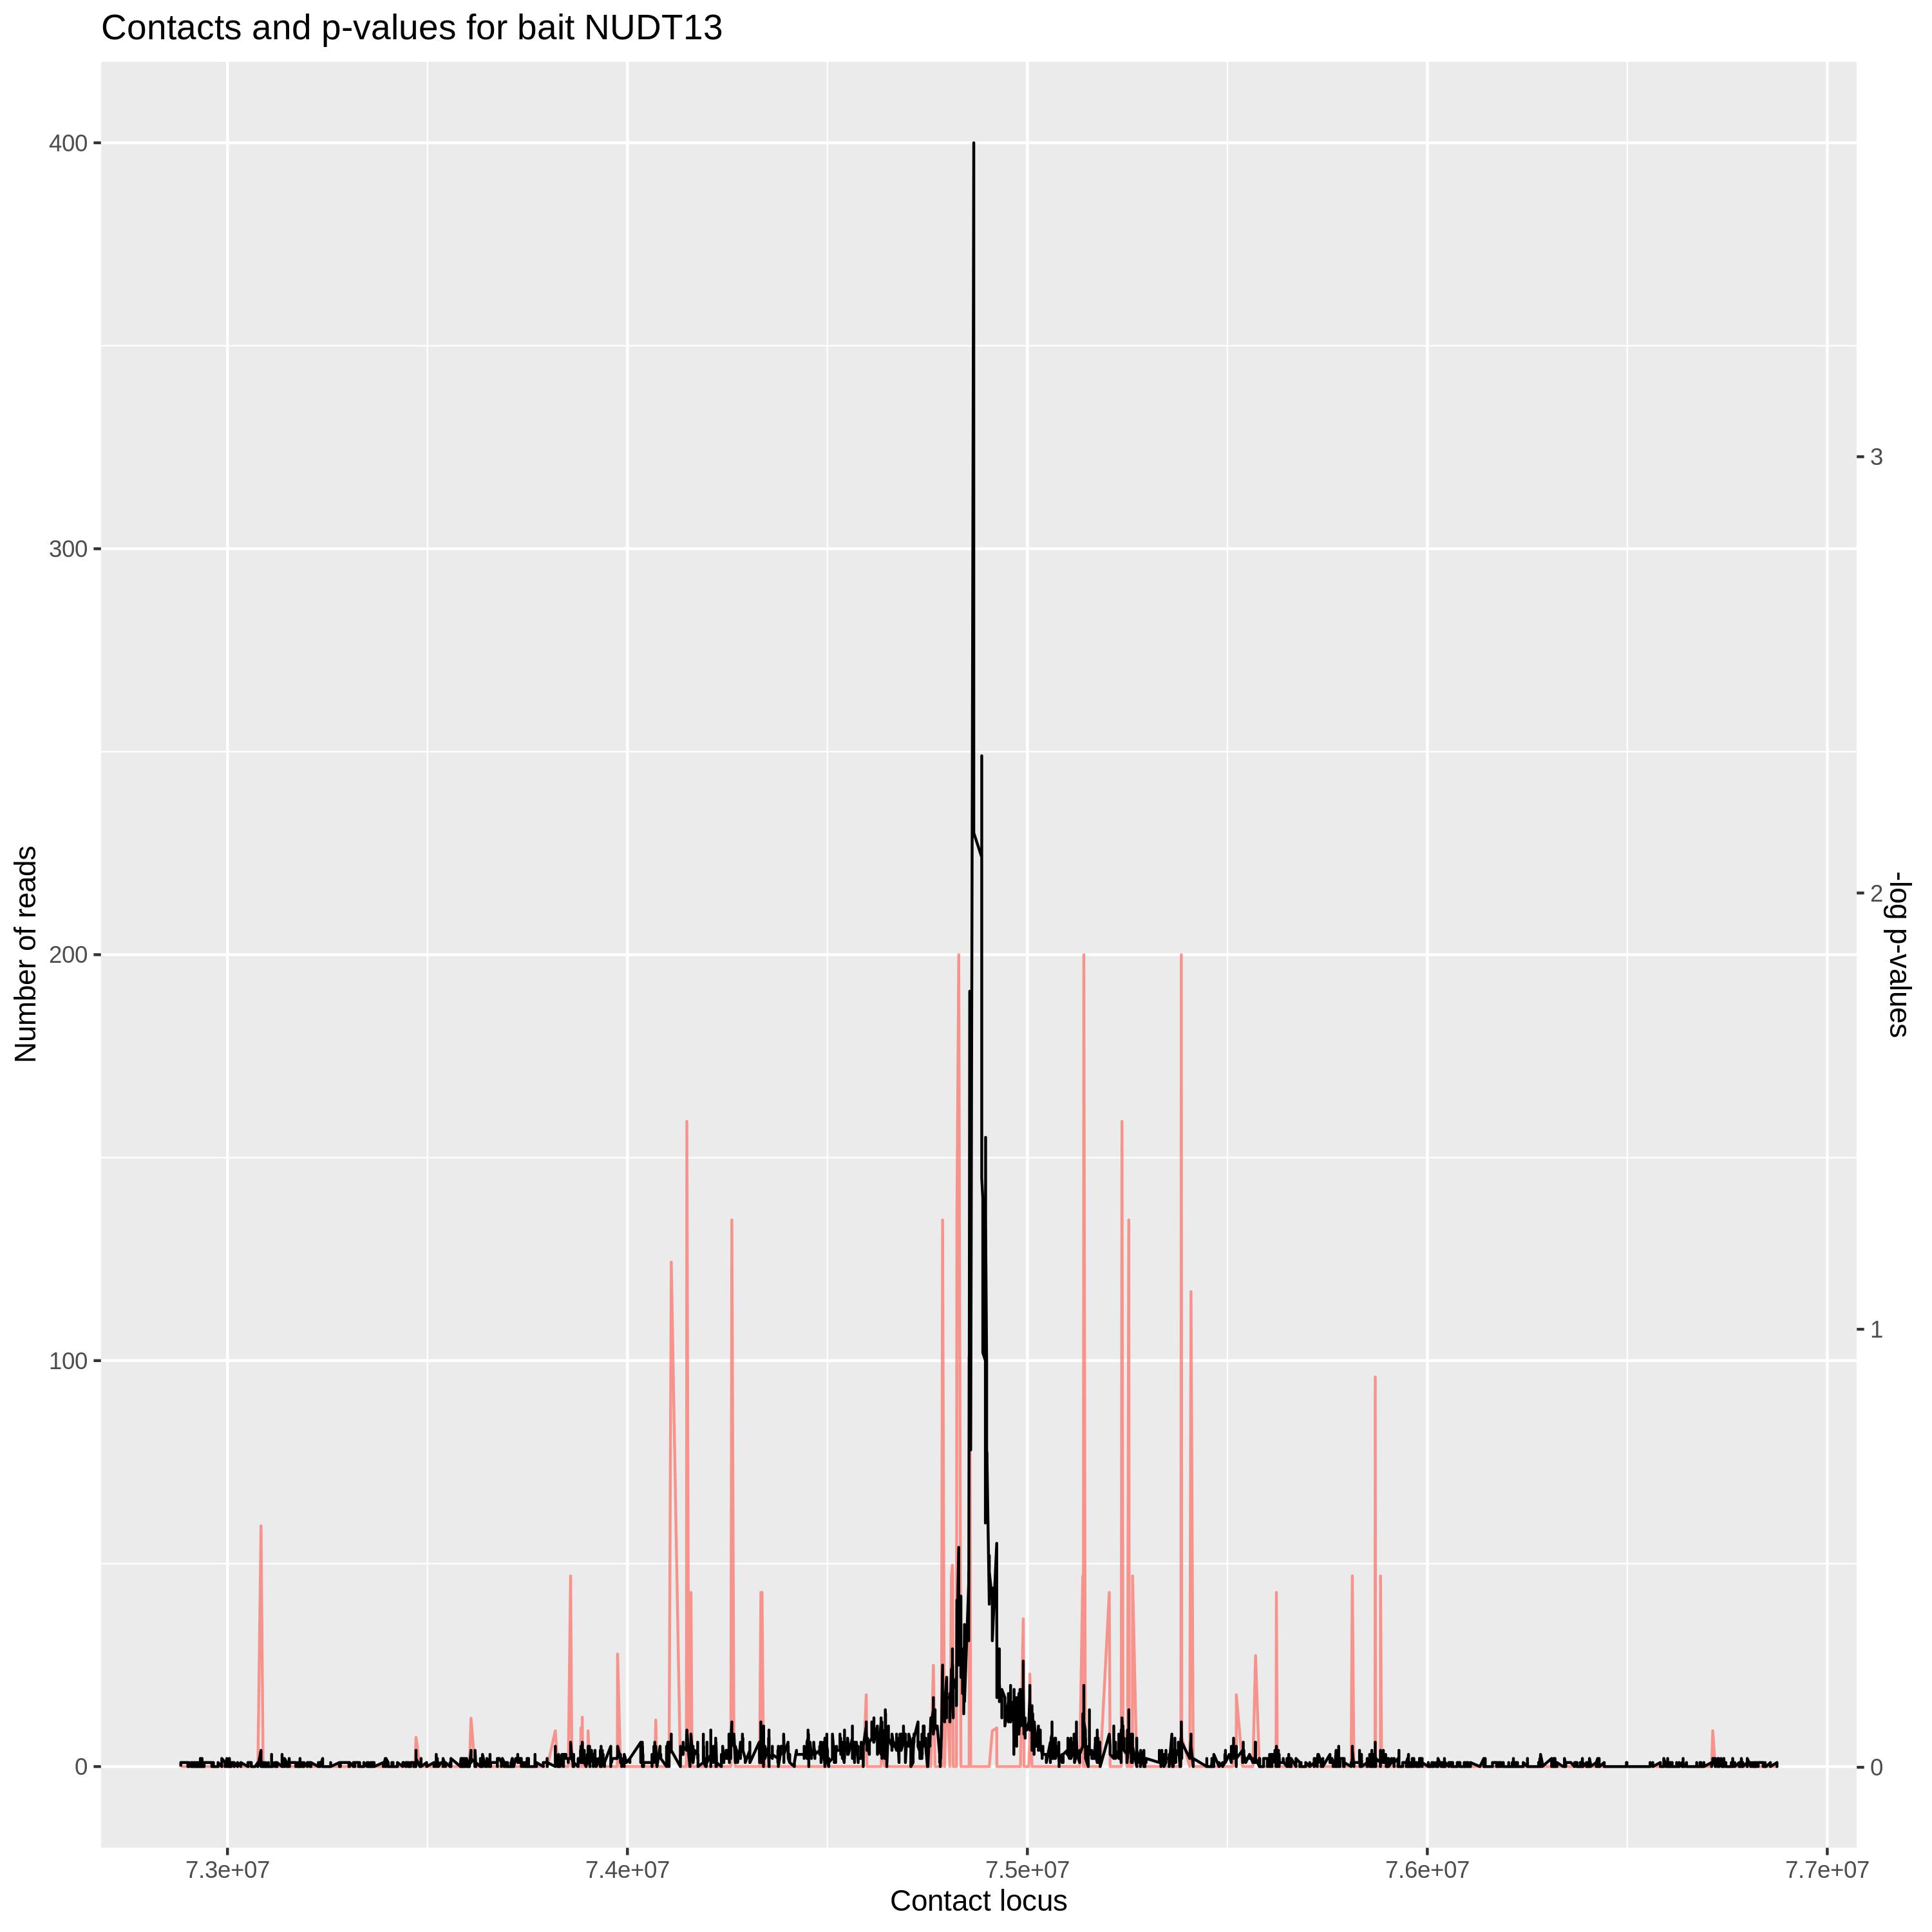 Contacts and p-values for bait NUDT13
400
300
200
100
0
3
2
1
0
Number of reads
-log p-values
7.3e+07
7.4e+07
7.5e+07
7.6e+07
7.7e+07
Contact locus